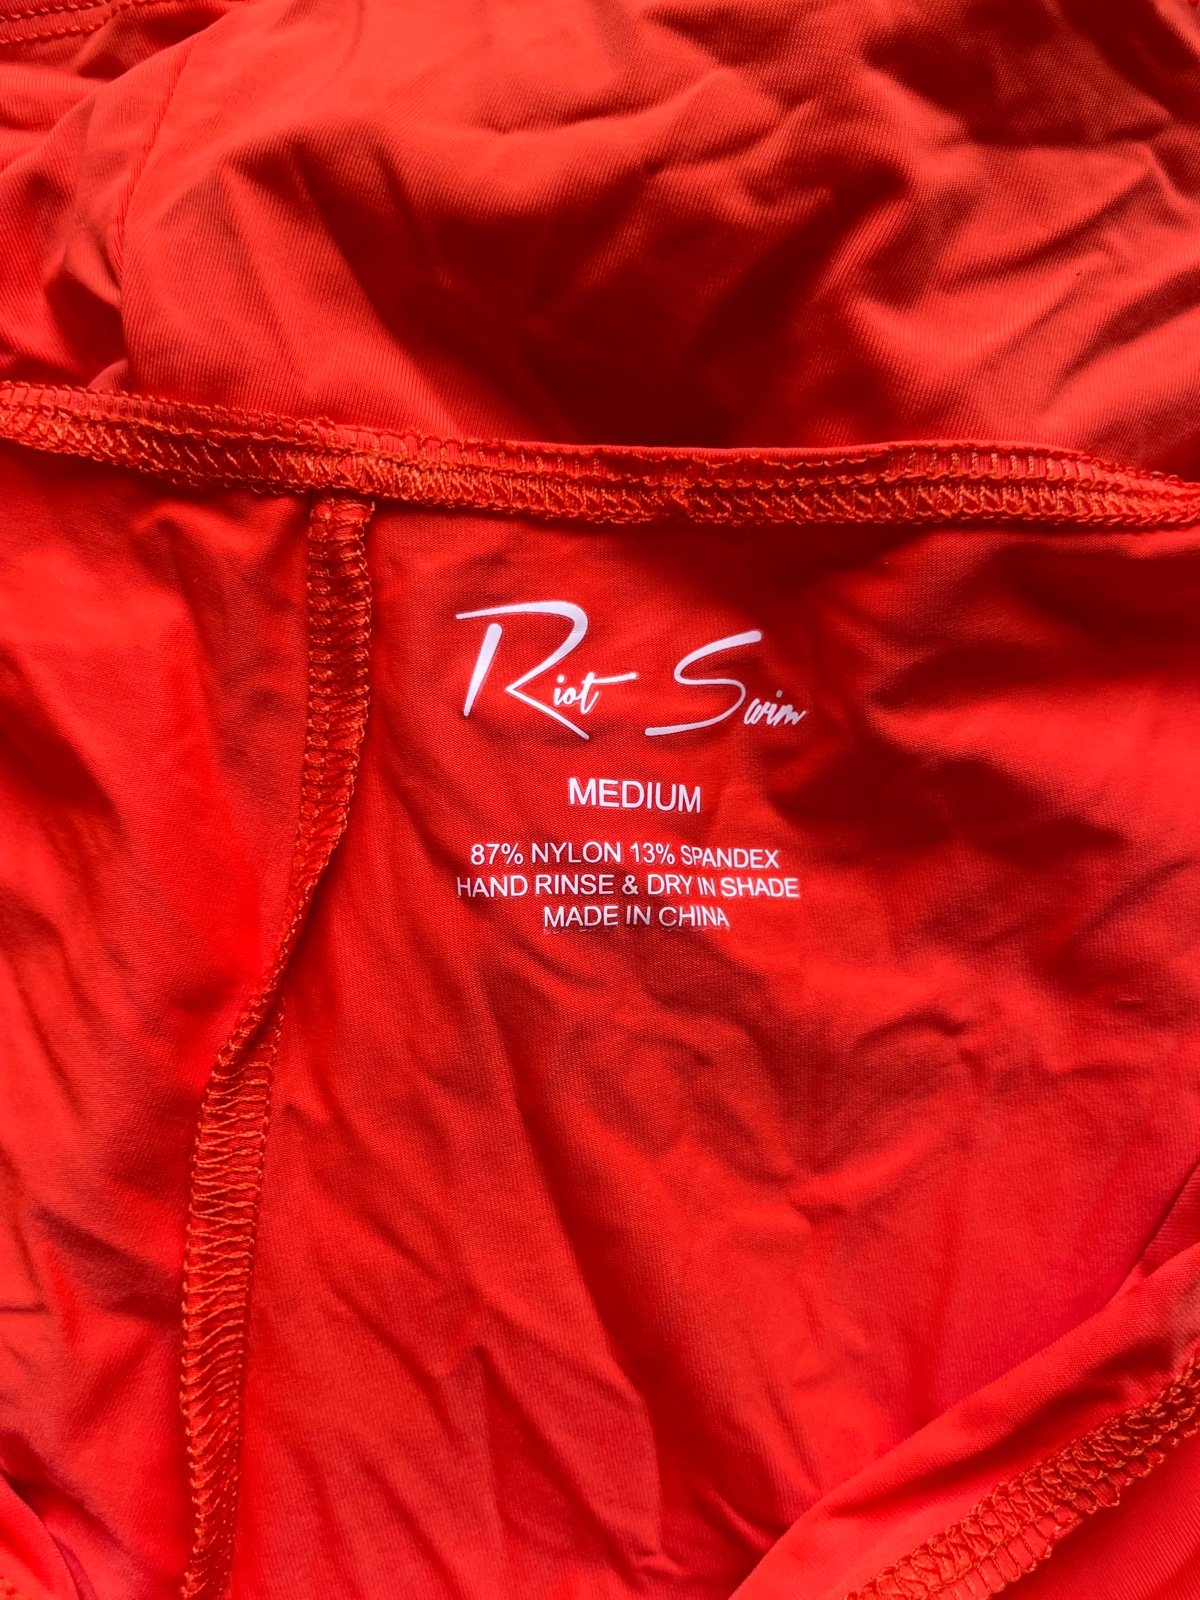 Riot Swim
MEDIUM
87% NYLON 13% SPANDEX
HAND RINSE & DRY IN SHADE
MADE IN CHINA